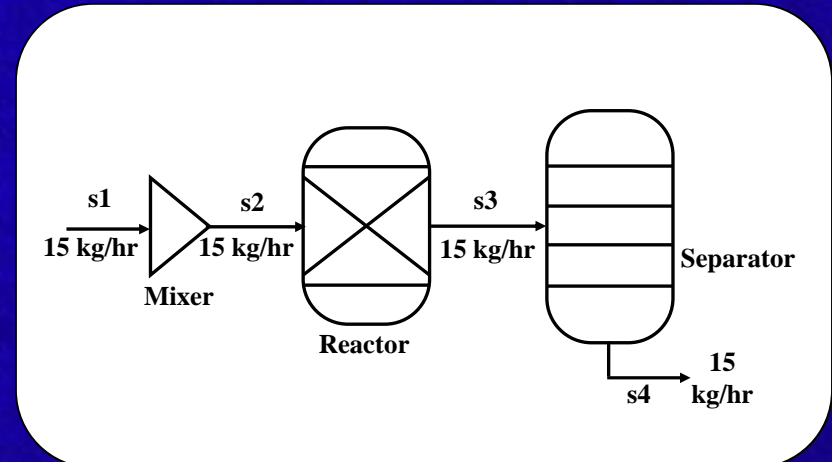 s1
15 kg/hr
Mixer
s2
15 kg/hr
Reactor
s3
15 kg/hr
Separator
s4
15
kg/hr